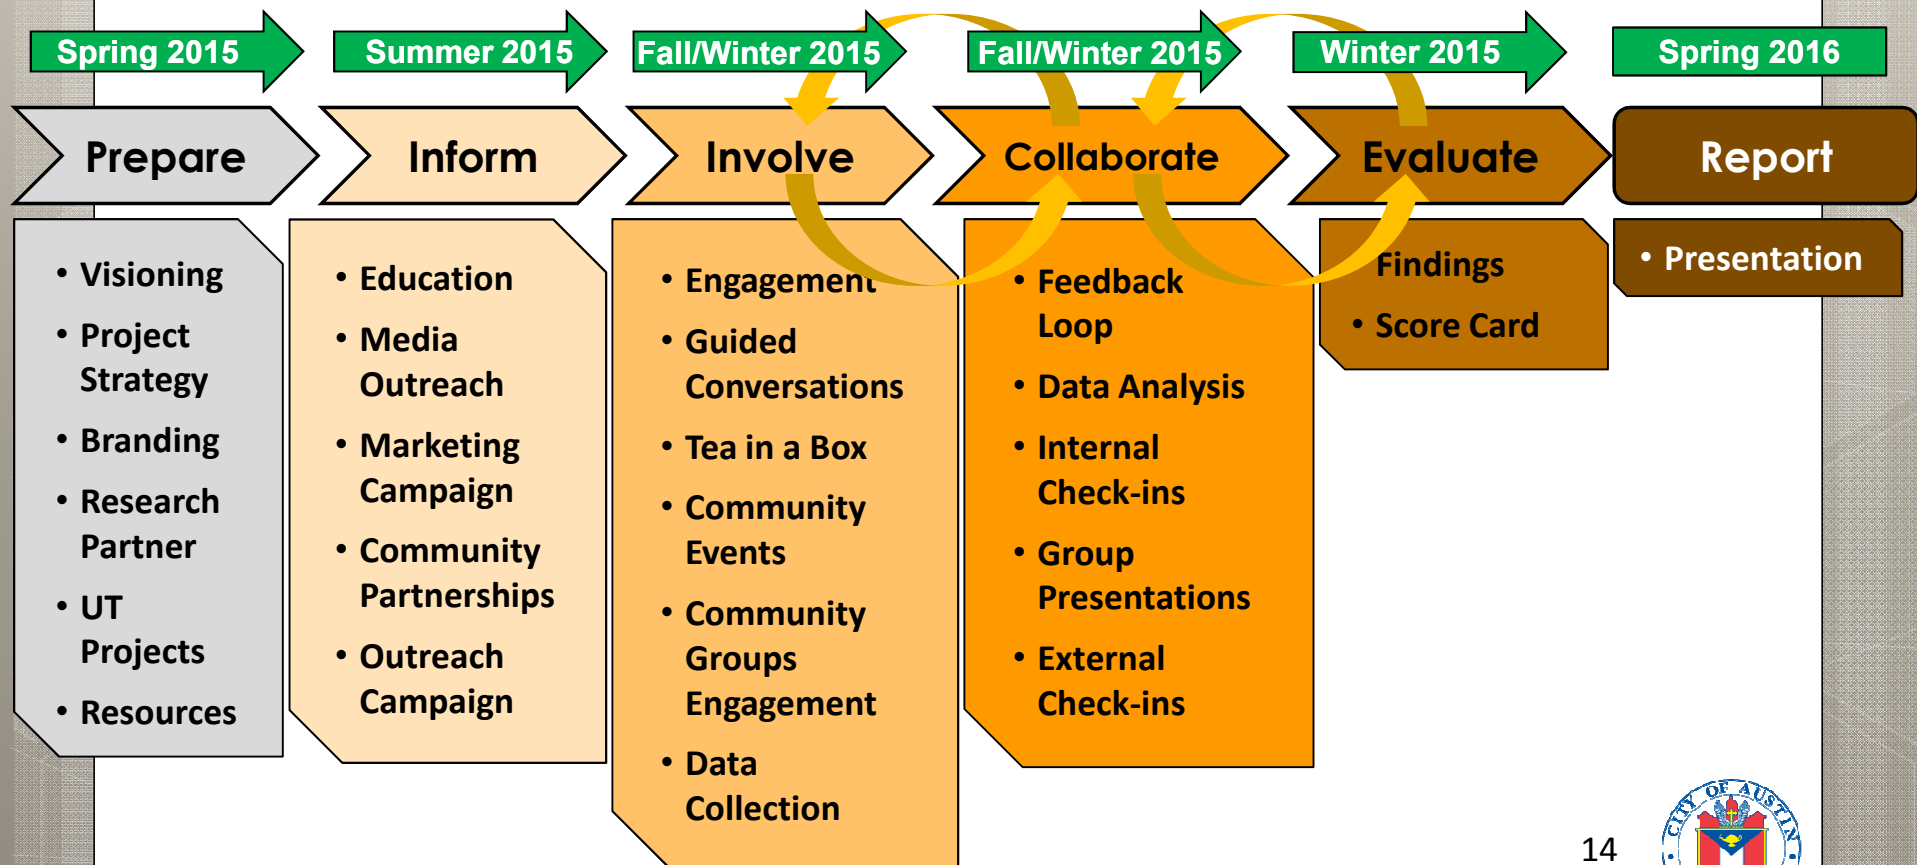 Spring 2015
Summer 2015
Fall/Winter 2015
Fall/Winter 2015
Winter 2015
Spring 2016
Prepare
Inform
Involve
Collaborate
Evaluate
Report
• Visioning
• Project
Strategy
• Branding
• Research
Partner
• UT
Projects
• Resources
• Education
• Media
Outreach
• Marketing
Campaign
• Community
Partnerships
• Outreach
Campaign
• Engagement
• Guided
Conversations
• Tea in a Box
• Community
Events
• Community
Groups
Engagement
• Data
Collection
• Feedback
Loop
• Data Analysis
• Internal
Check-ins
• Group
Presentations
• External
Check-ins
Findings
• Score Card
• Presentation
14
CITY OF AUSTIN